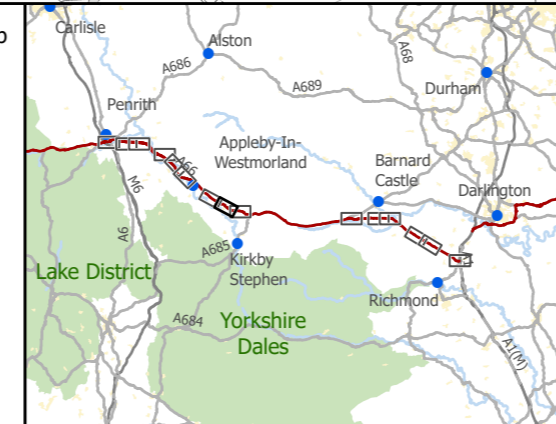 p
Carlisle
Alston
A68
A686
A689
Durham
Penrith
Appleby-In-
Westmorland
A66
Barnard
Castle
Darlington
M6
A6
A685
Kirkby
Stephen
Lake District
Richmond
A684
Yorkshire
Dales
A1(M)